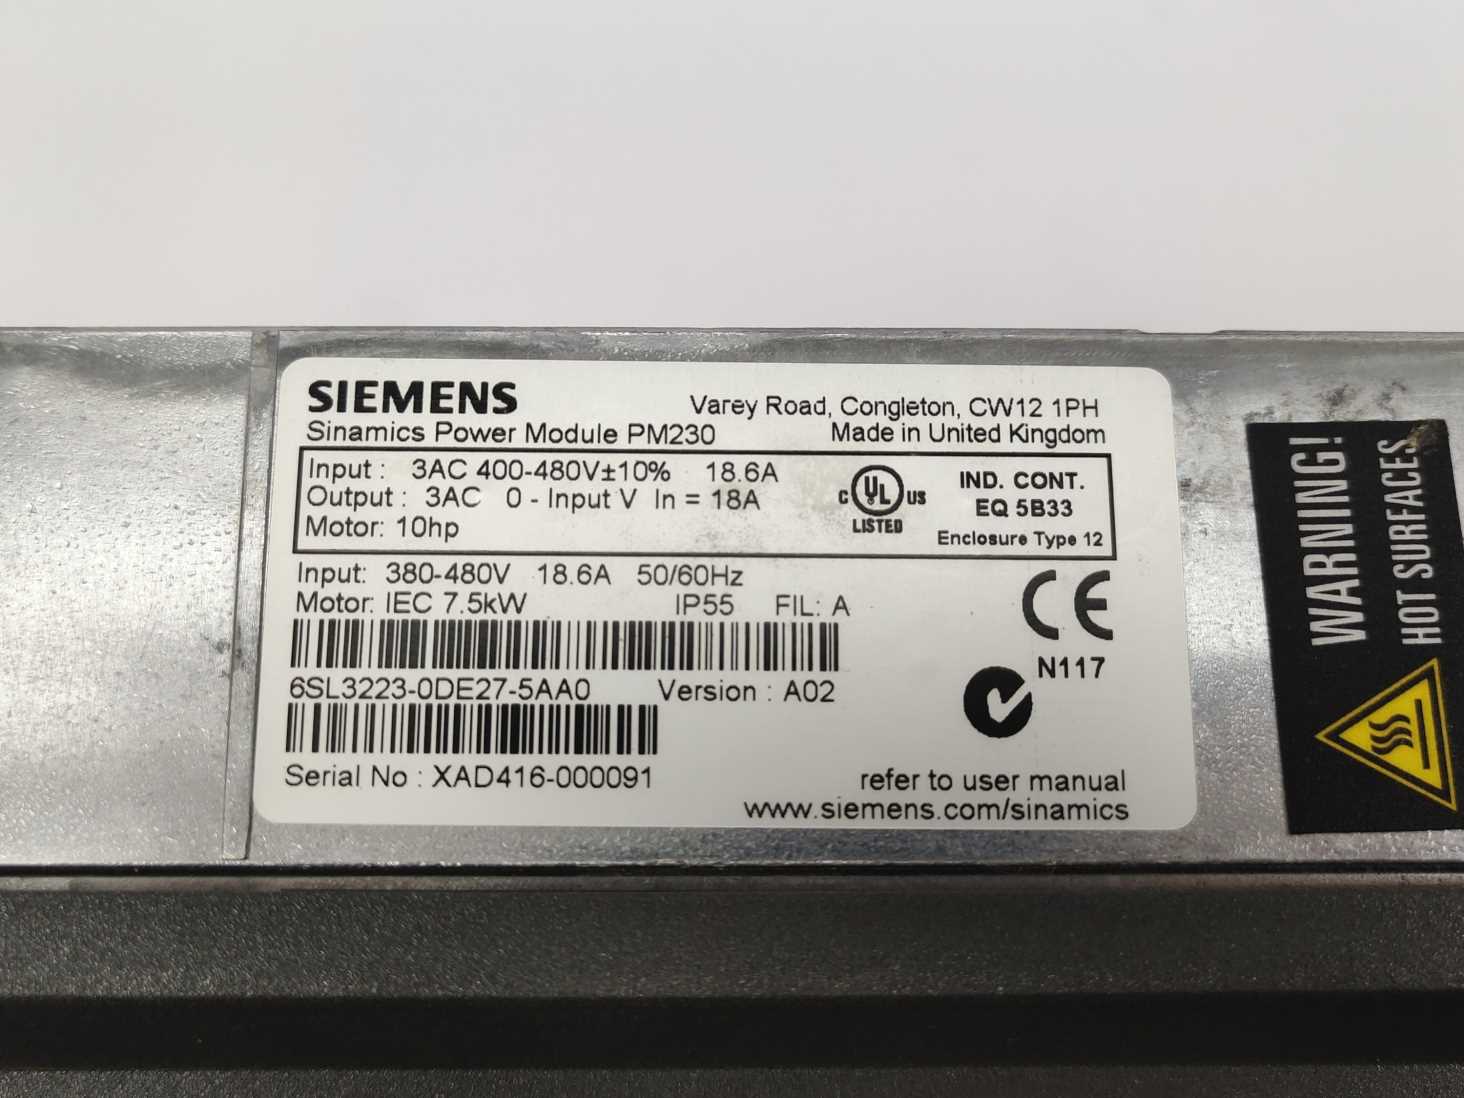 SIEMENS
Varey Road, Congleton, CW12 1PH
Sinamics Power Module PM230
Made in United Kingdom
Input : 3AC 400-480V±10% 18.6A
Output : 3AC 0 - Input V In = 18A
Motor: 10hp
C UL US
LISTED
IND. CONT.
EQ 5B33
Enclosure Type 12
Input: 380-480V 18.6A 50/60Hz
Motor: IEC 7.5kW IP55 FIL: A
CE
6SL3223-0DE27-5AA0 Version : A02
N117
Serial No : XAD416-000091
refer to user manual
www.siemens.com/sinamics
WARNING!
HOT SURFACES